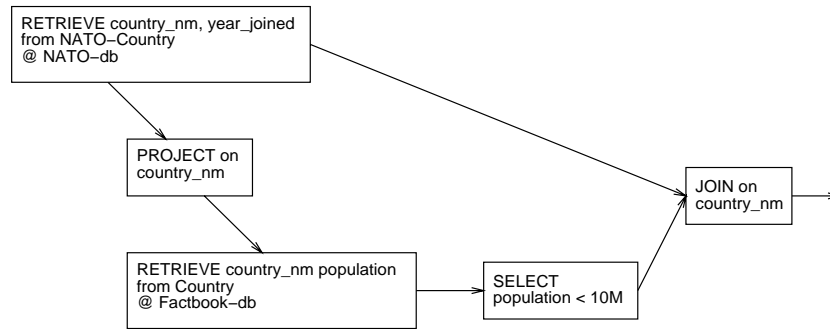 RETRIEVE country_nm, year_joined
from NATO−Country
@ NATO−db
PROJECT on
country_nm
JOIN on
country_nm
RETRIEVE country_nm population
from Country
@ Factbook−db
SELECT
population < 10M